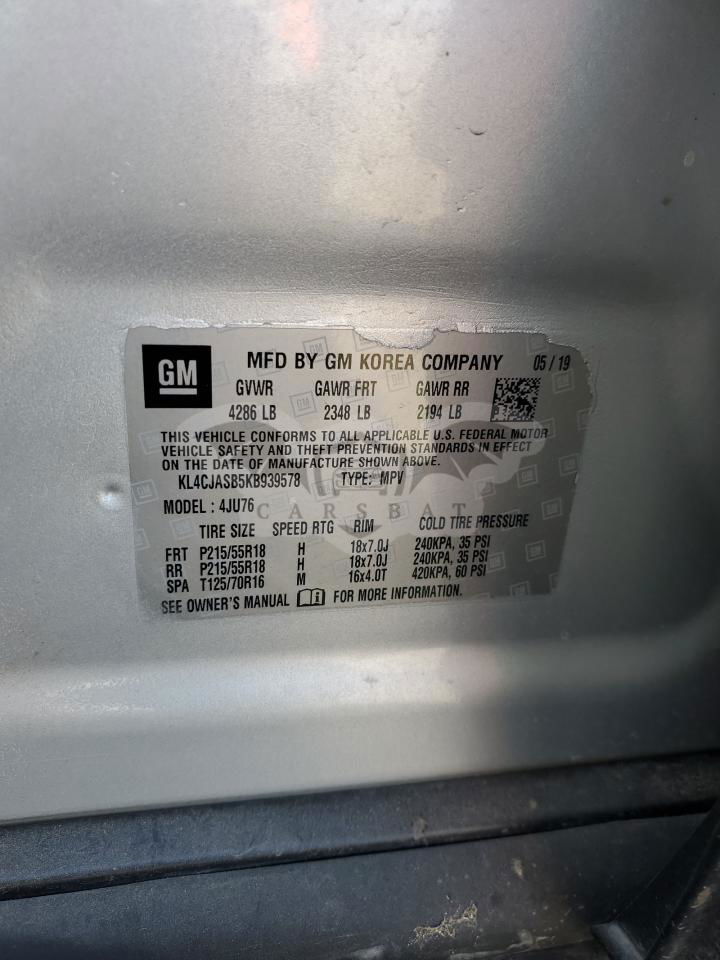 GM
MFD BY GM KOREA COMPANY 05/19
GVWR GAWR FRT GAWR RR
4286 LB 2348 LB 2194 LB
THIS VEHICLE CONFORMS TO ALL APPLICABLE U.S. FEDERAL MOTOR
VEHICLE SAFETY AND THEFT PREVENTION STANDARDS IN EFFECT
ON THE DATE OF MANUFACTURE SHOWN ABOVE.
KL4CJASB5KB939578 TYPE: MPV
MODEL: 4JU76
CARSBAT
TIRE SIZE SPEED RTG RIM COLD TIRE PRESSURE
FRT P215/55R18 H 18x7.0J 240KPA, 35 PSI
RR P215/55R18 H 18x7.0J 240KPA, 35 PSI
SPA T125/70R16 M 16x4.0T 420KPA, 60 PSI
SEE OWNER'S MANUAL FOR MORE INFORMATION.